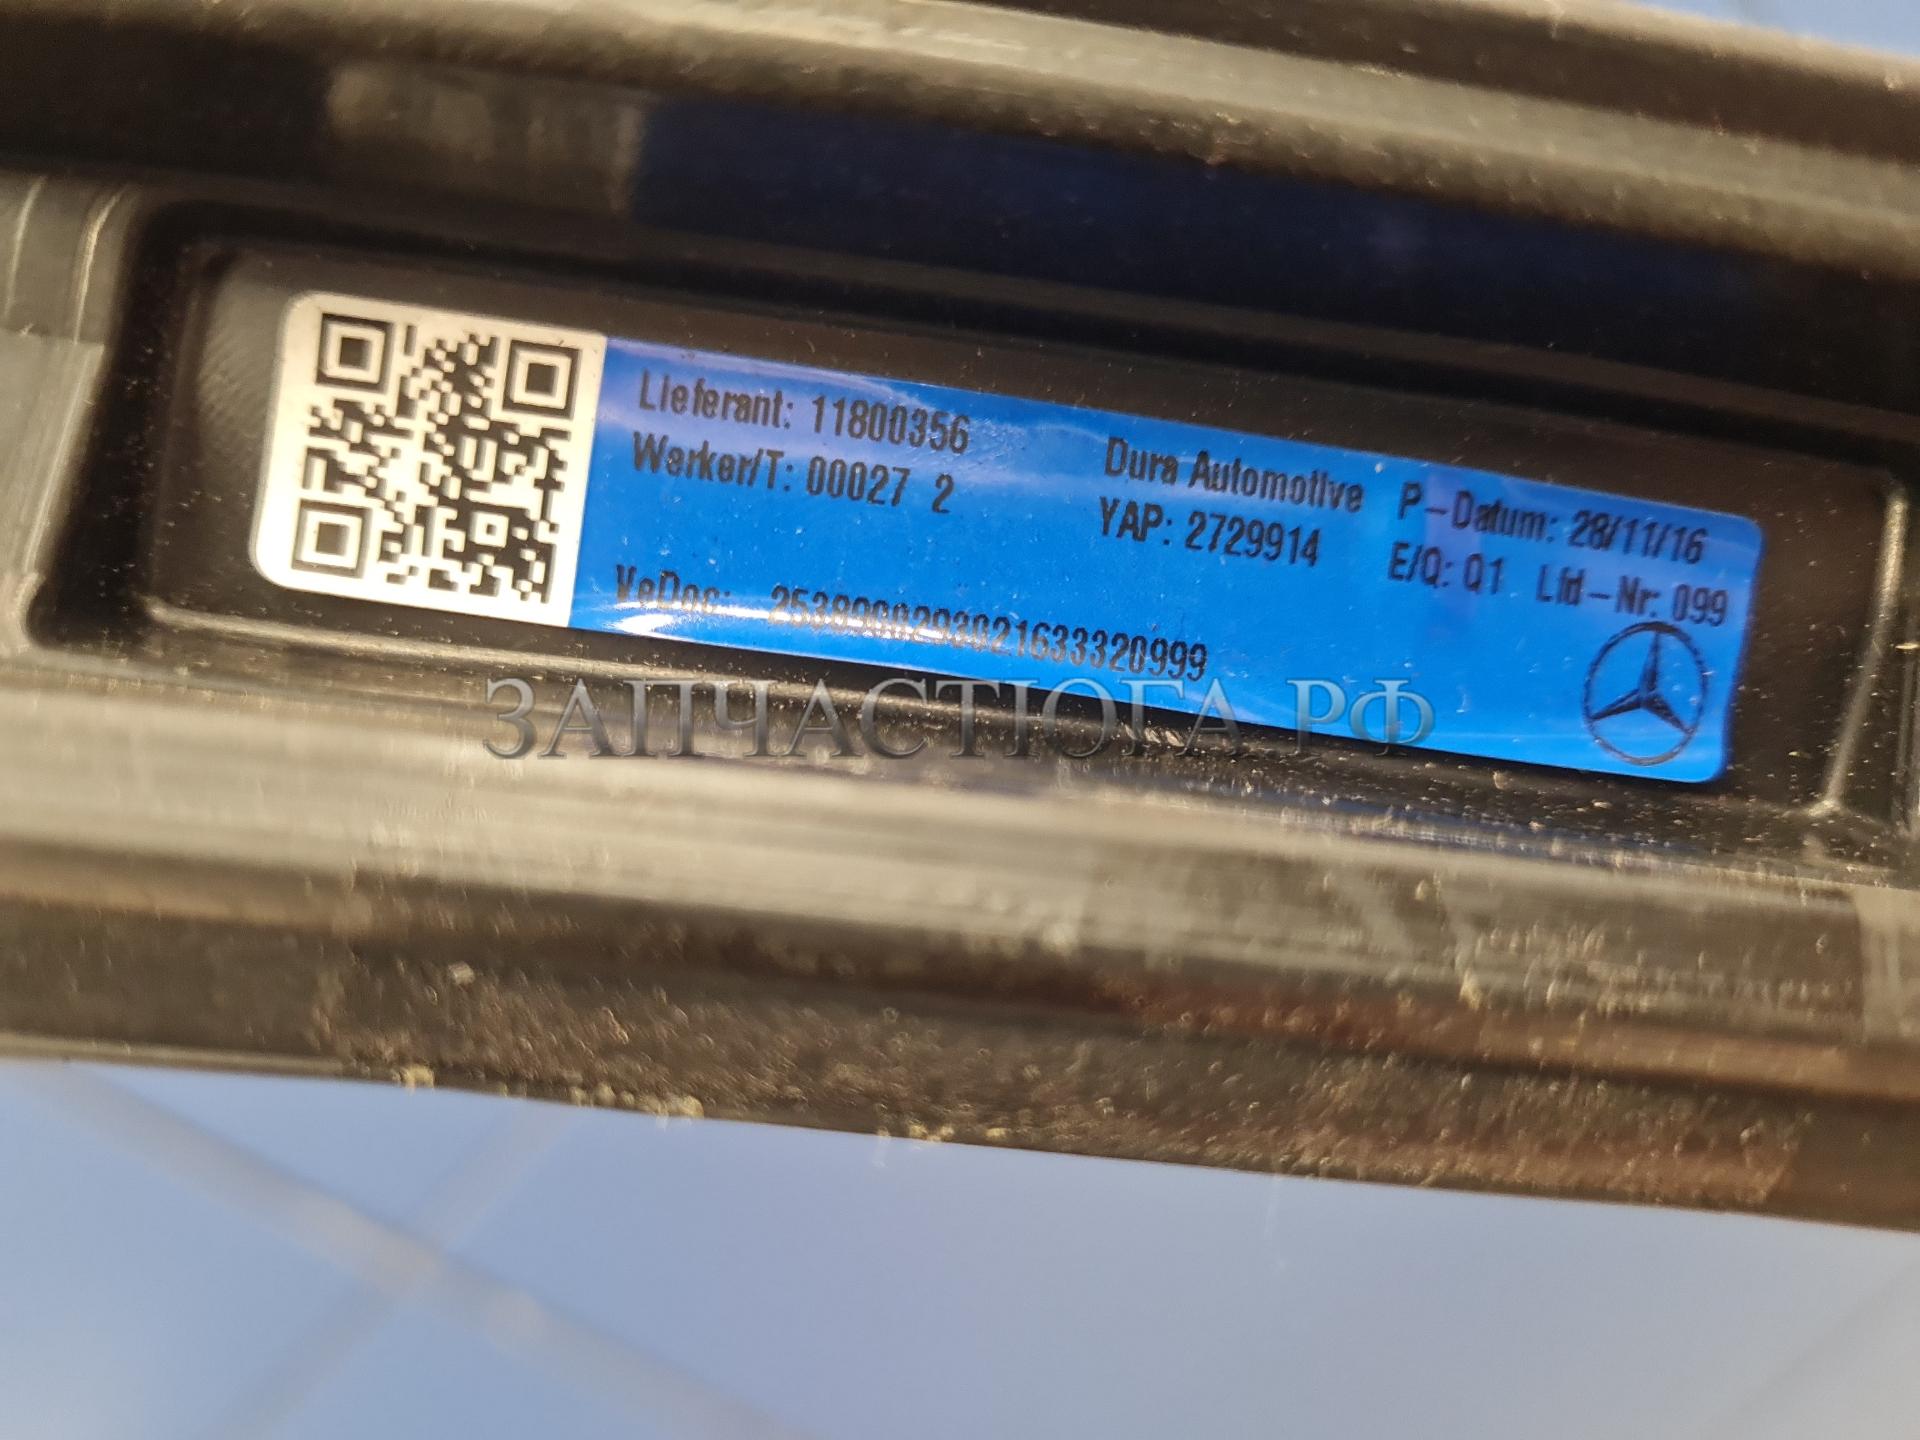 Lieferant: 11800356
Werker/T: 00027 2
Dura Automotive
YAP: 2729914
P-Datum: 28/11/16
E/Q: Q1 Lfd-Nr: 099
VeDoc:
ЗАПЧАСТЮГА.РФ